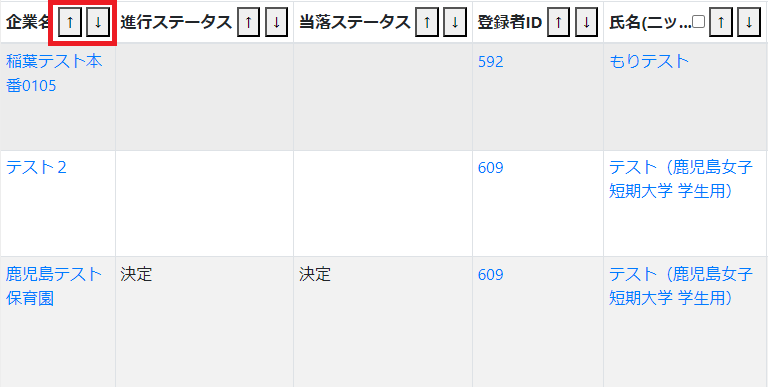 企業名 ↑ ↓ 進行ステータス ↑ ↓ 当落ステータス ↑ ↓ 登録者ID ↑ ↓ 氏名(ニッ... ↑ ↓
稲葉テスト本
番0105
592
もりテスト
テスト２
609
テスト（鹿児島女子
短期大学 学生用）
鹿児島テスト
保育園
決定
決定
609
テスト（鹿児島女子
短期大学 学生用）